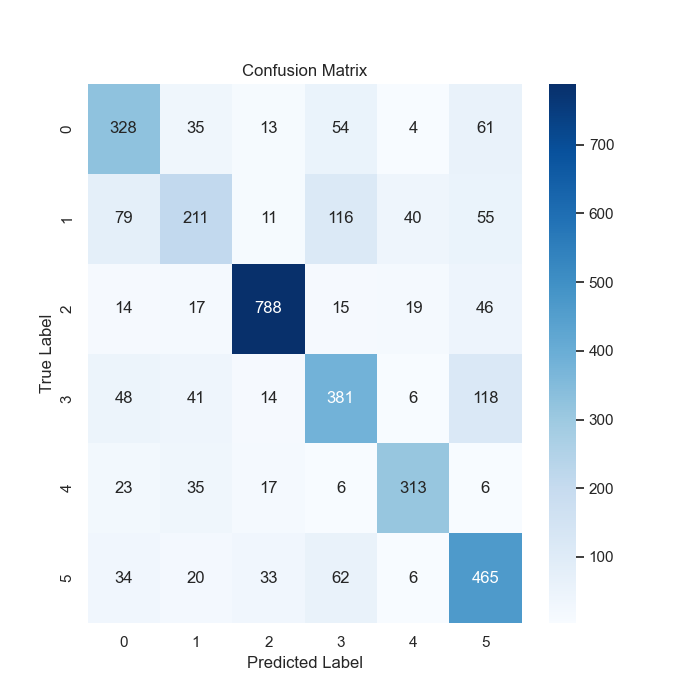 Confusion Matrix
0 328 35 13 54 4 61
1 79 211 11 116 40 55
2 14 17 788 15 19 46
3 48 41 14 381 6 118
4 23 35 17 6 313 6
5 34 20 33 62 6 465
0 1 2 3 4 5
Predicted Label
True Label
700
600
500
400
300
200
100